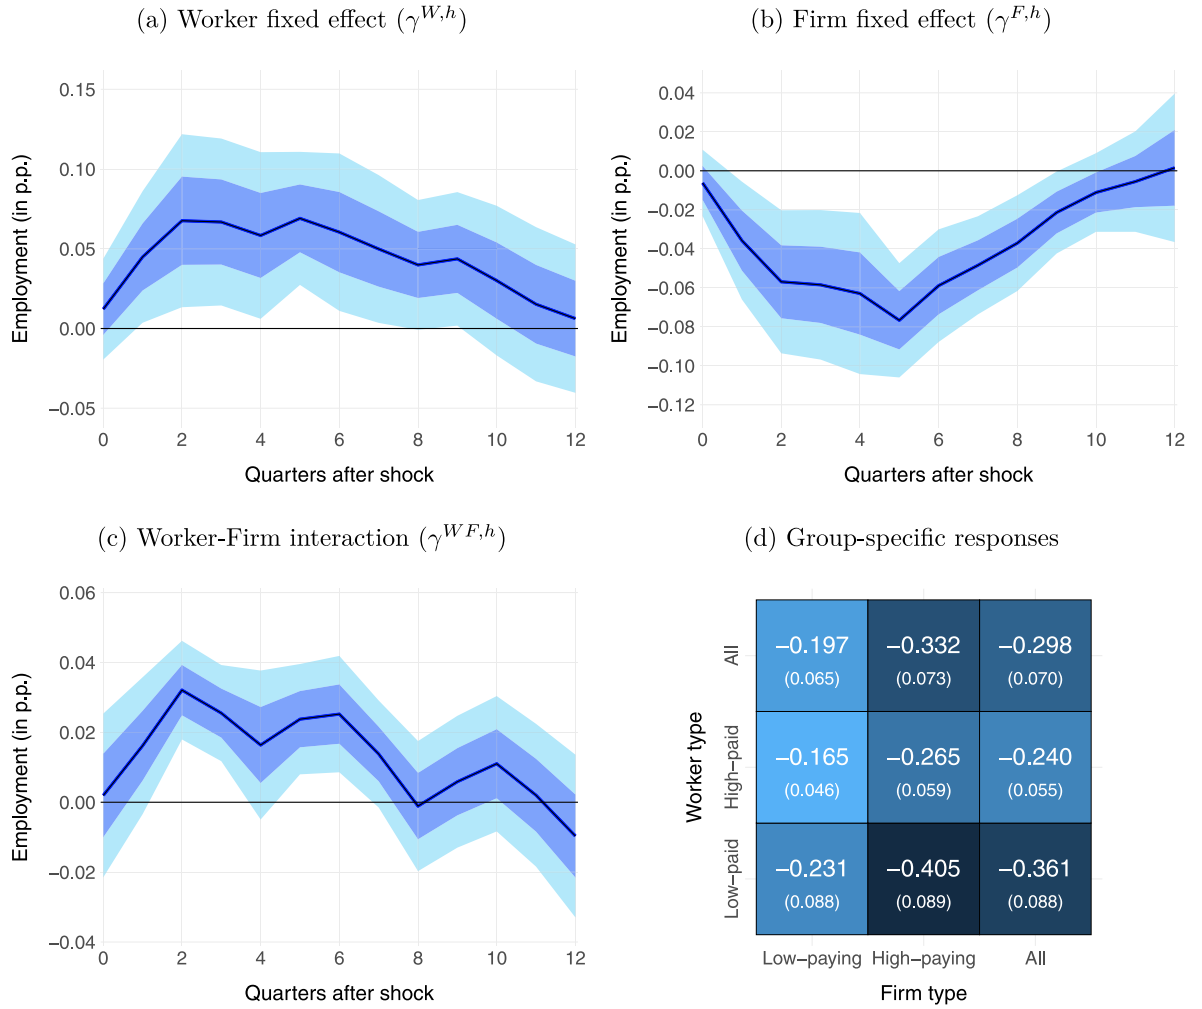 (a) Worker fixed effect (γ^{W,h})
Employment (in p.p.)
0.15
0.10
0.05
0.00
−0.05
0 2 4 6 8 10 12
Quarters after shock
(b) Firm fixed effect (γ^{F,h})
Employment (in p.p.)
0.04
0.02
0.00
−0.02
−0.04
−0.06
−0.08
−0.10
−0.12
0 2 4 6 8 10 12
Quarters after shock
(c) Worker-Firm interaction (γ^{WF,h})
Employment (in p.p.)
0.06
0.04
0.02
0.00
−0.02
−0.04
0 2 4 6 8 10 12
Quarters after shock
(d) Group-specific responses
Worker type
All
−0.197 −0.332 −0.298
(0.065) (0.073) (0.070)
High−paid
−0.165 −0.265 −0.240
(0.046) (0.059) (0.055)
Low−paid
−0.231 −0.405 −0.361
(0.088) (0.089) (0.088)
Low−paying High−paying All
Firm type